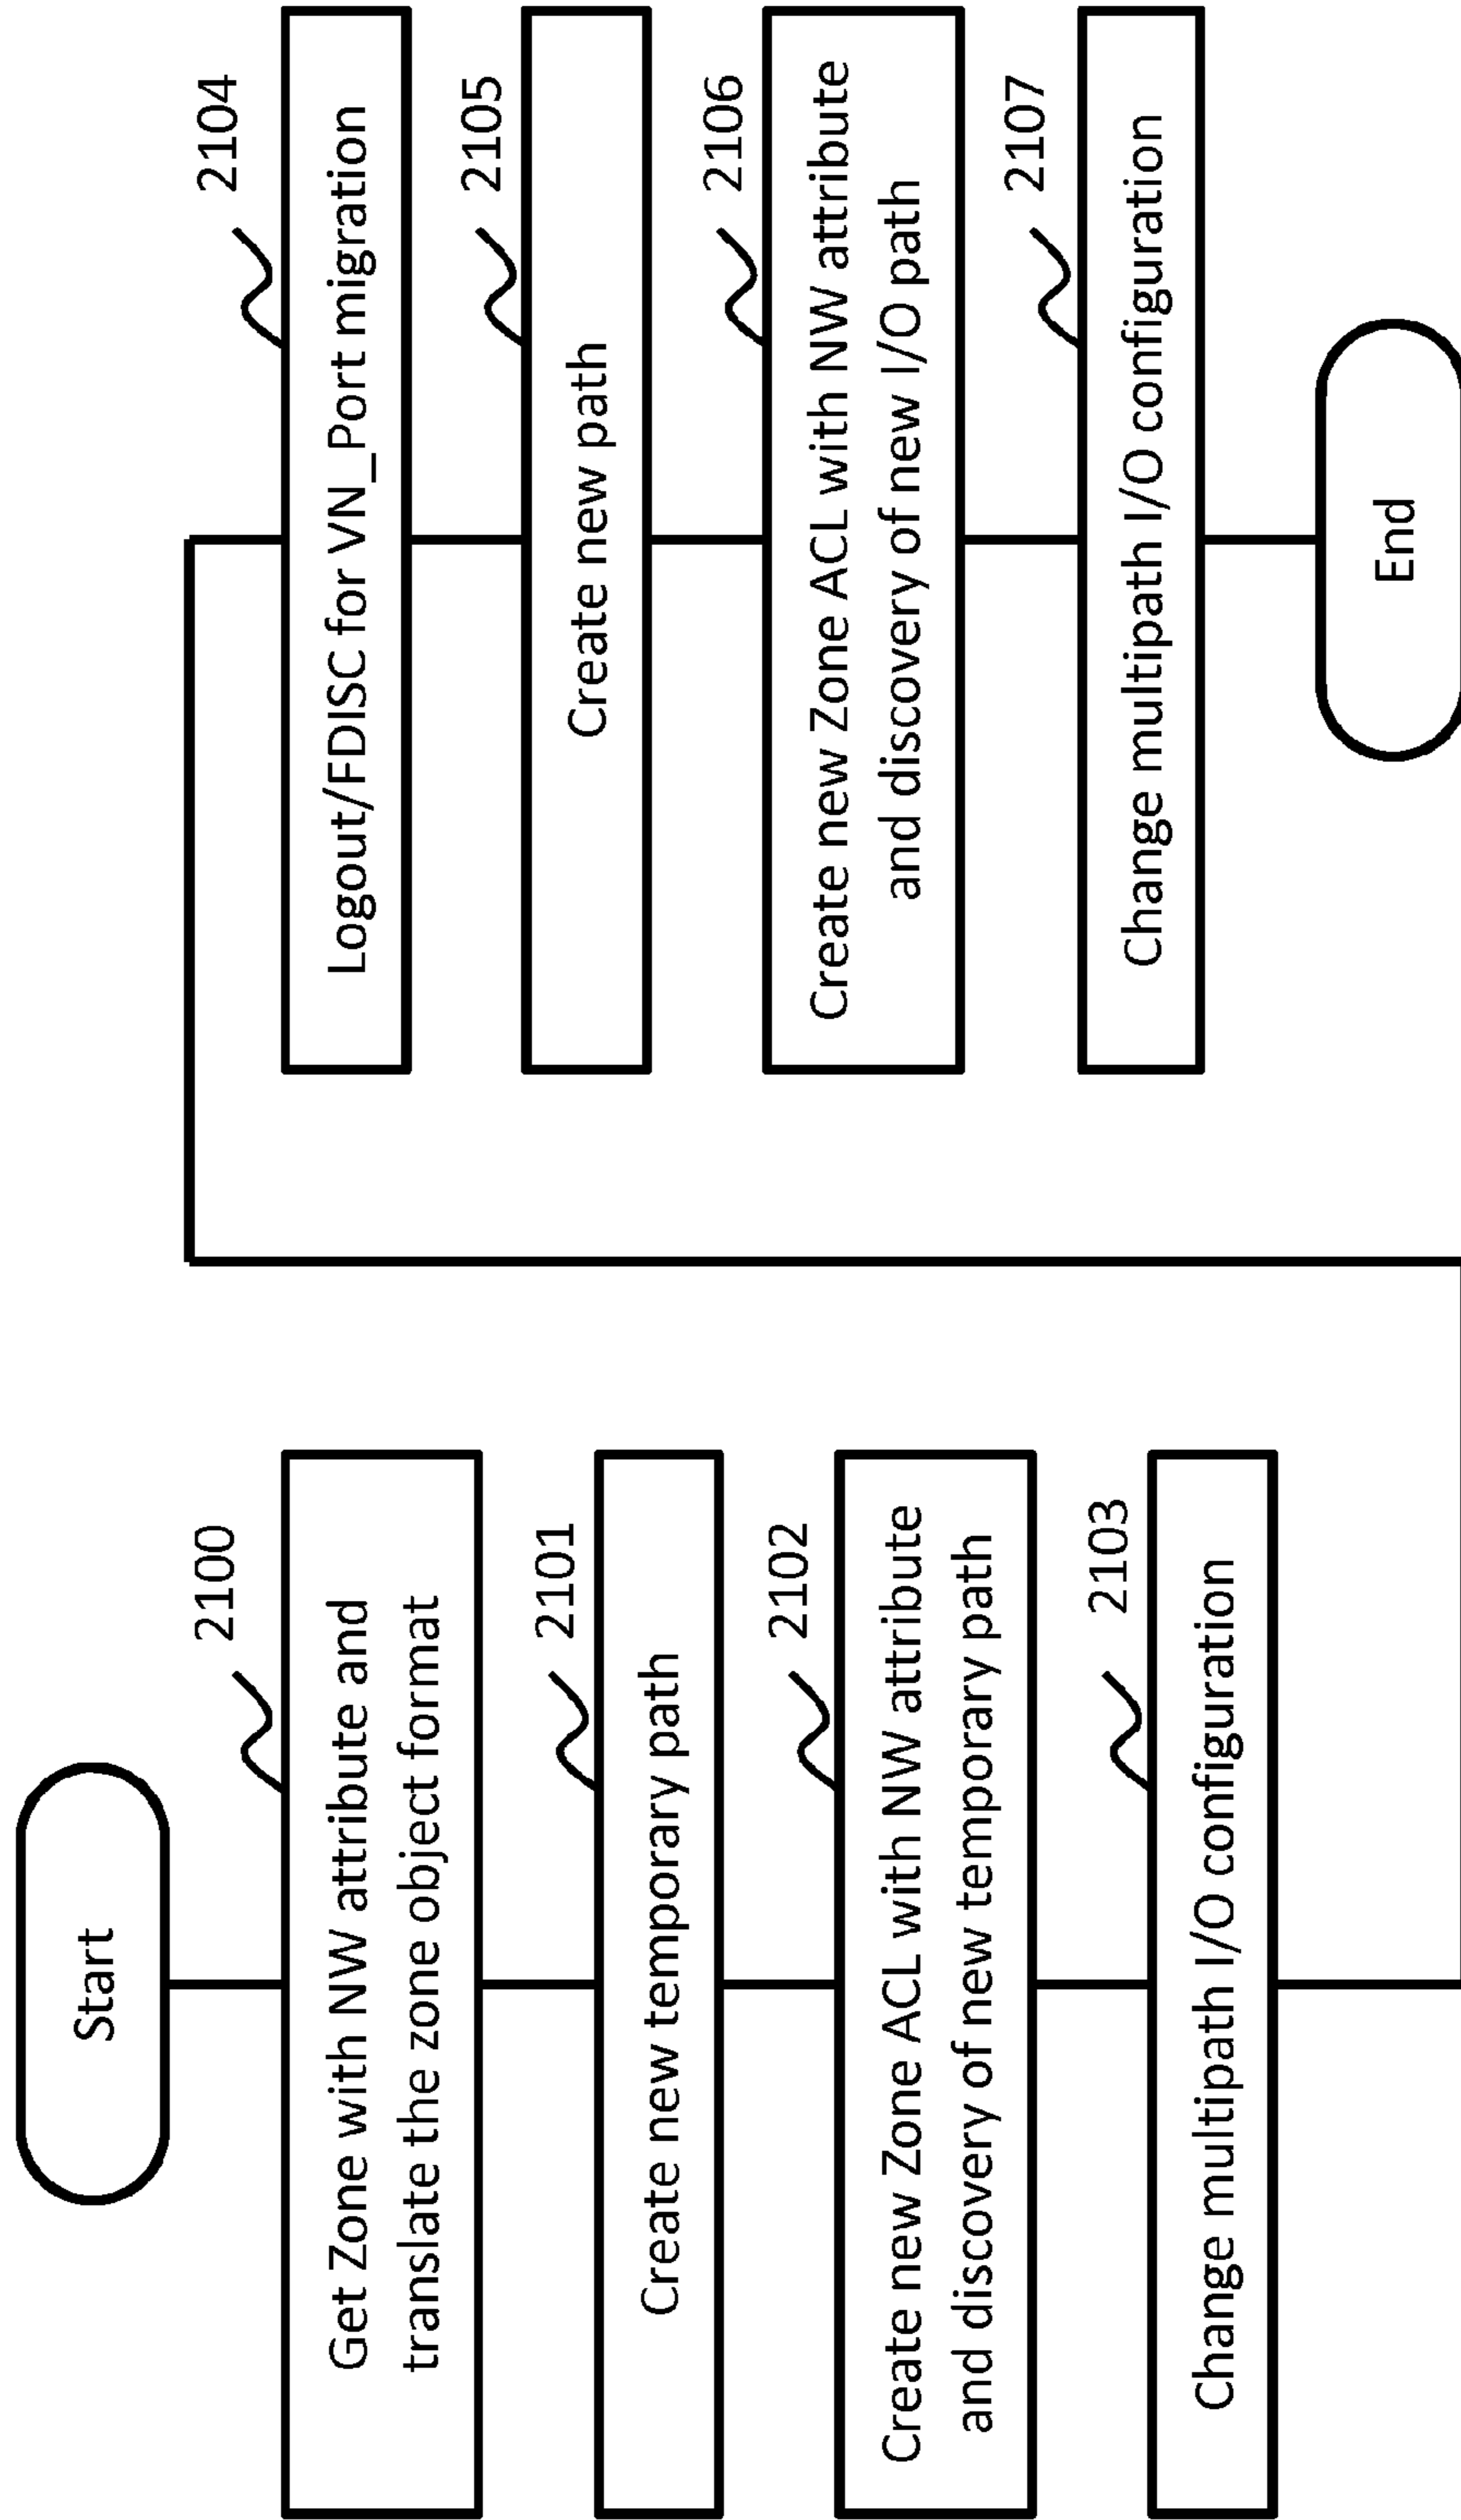 Start
2100
Get Zone with NW attribute and
translate the zone object format
2101
Create new temporary path
2102
Create new Zone ACL with NW attribute
and discovery of new temporary path
2103
Change multipath I/O configuration
2104
Logout/FDISC for VN_Port migration
2105
Create new path
2106
Create new Zone ACL with NW attribute
and discovery of new I/O path
2107
Change multipath I/O configuration
End